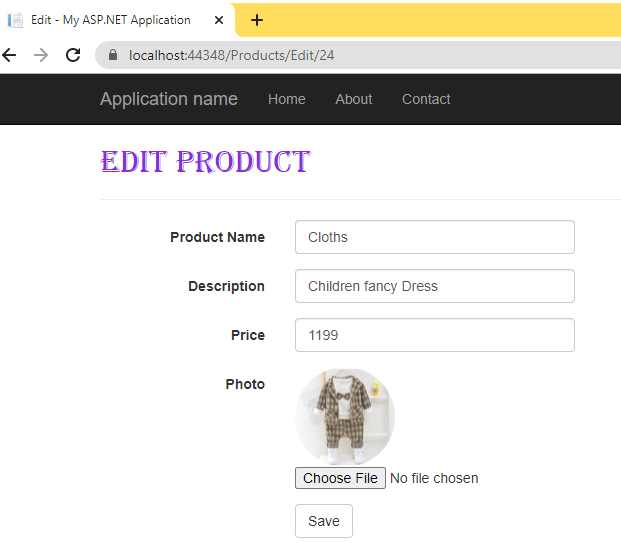 Edit - My ASP.NET Application
localhost:44348/Products/Edit/24
Application name Home About Contact
EDIT PRODUCT
Product Name Cloths
Description Children fancy Dress
Price 1199
Photo
Choose File No file chosen
Save